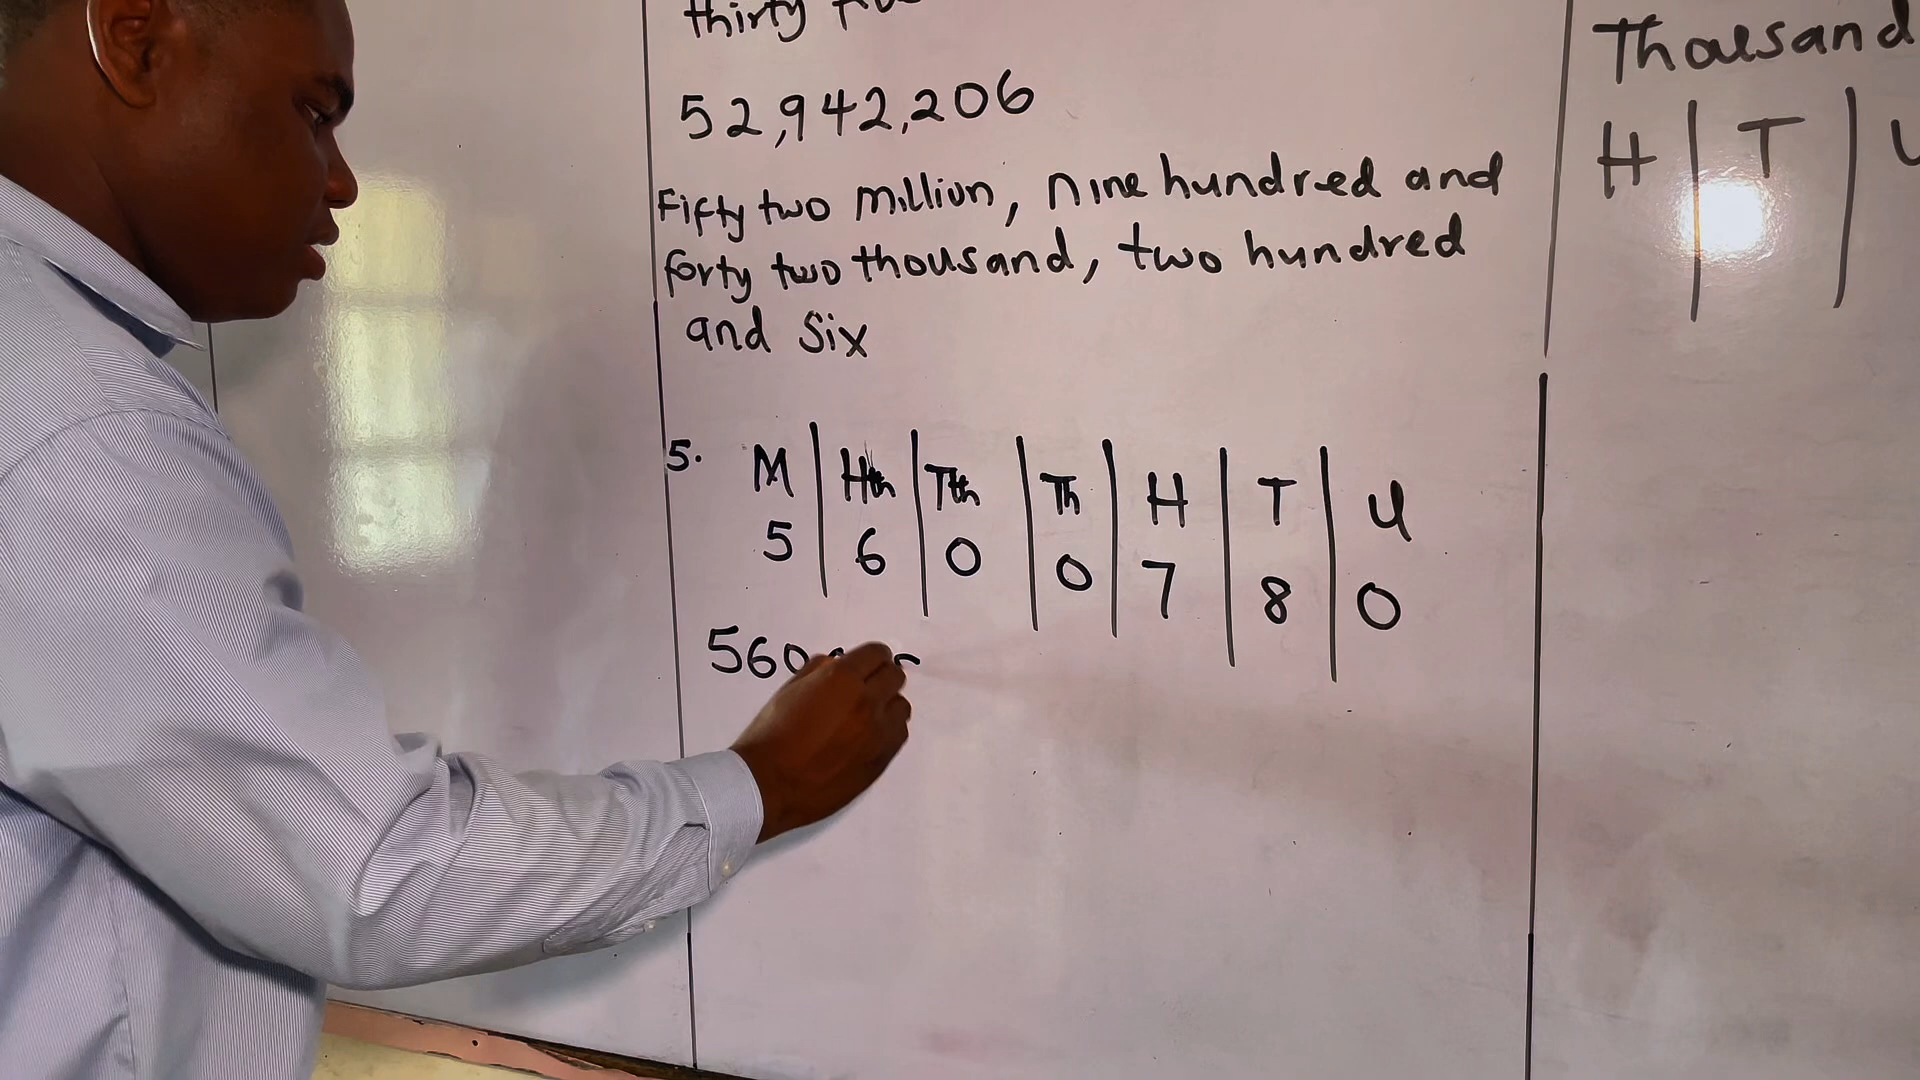 thirty
52,942,206
Fifty two million, nine hundred and
forty two thousand, two hundred
and six
5. M Hth Tth Th H T U
5 6 0 0 7 8 0
560
Thousand
H T U